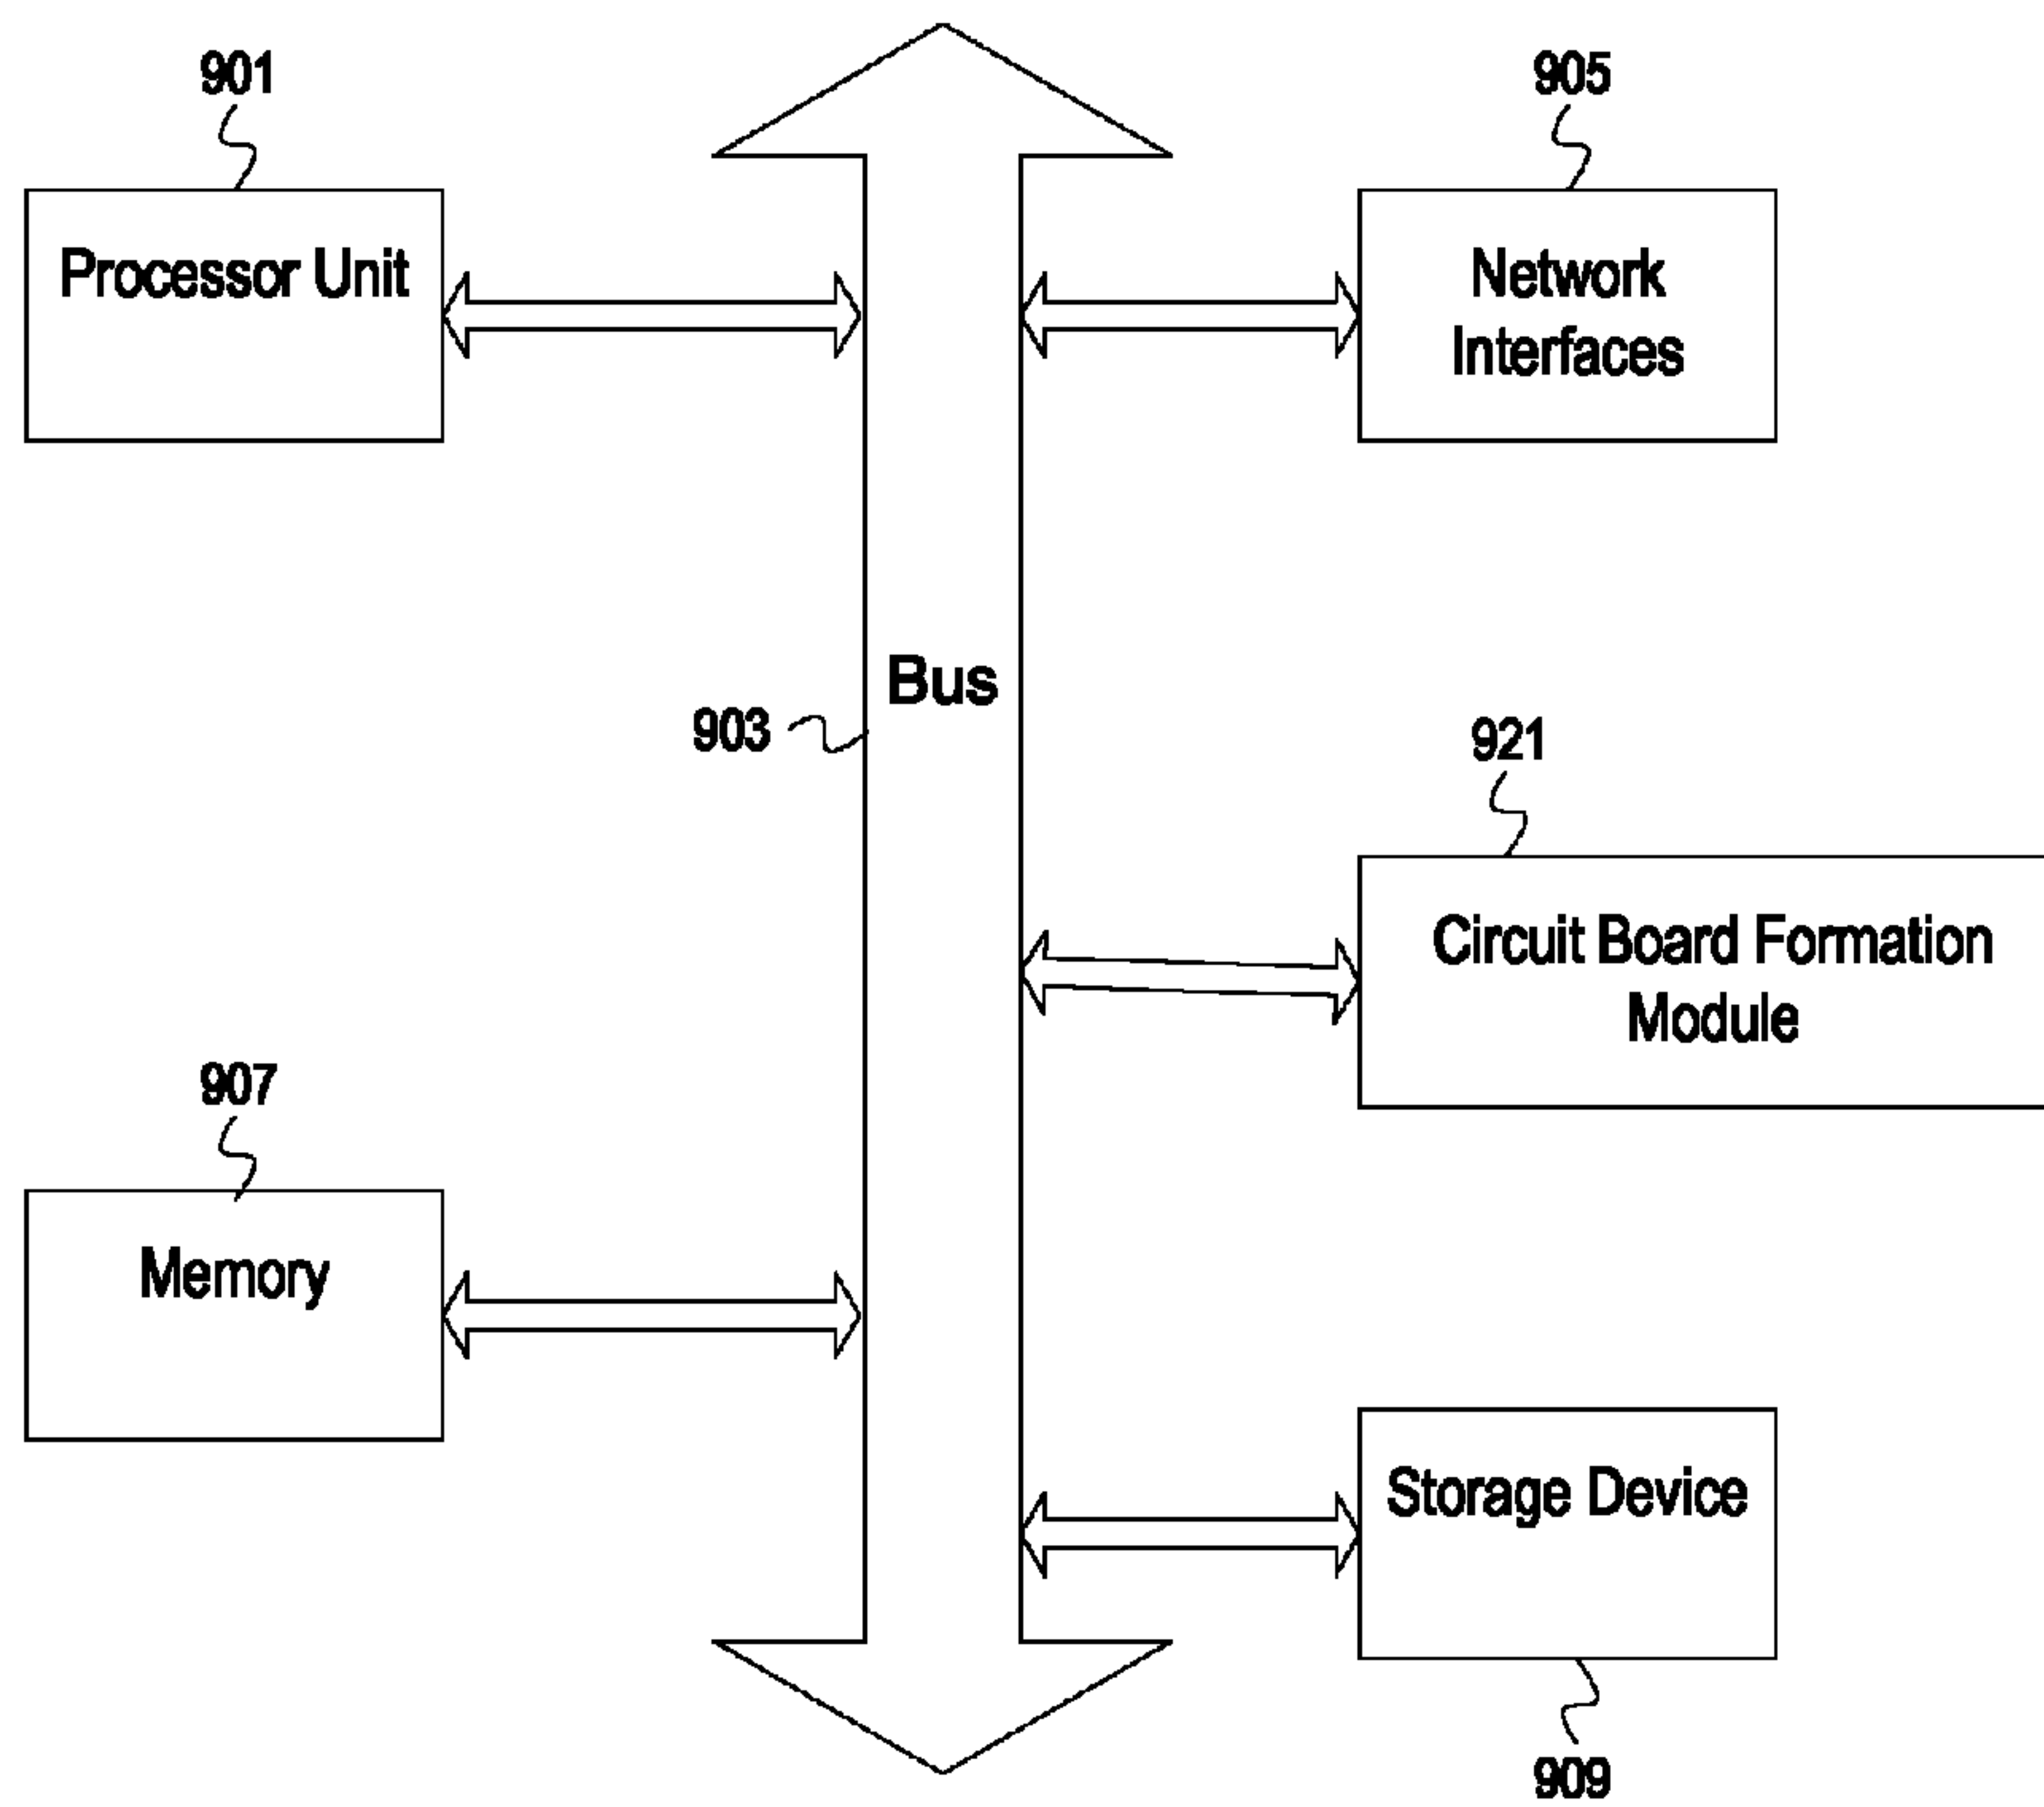 901
905
Processor Unit
Network
Interfaces
Bus
903
921
Circuit Board Formation
Module
907
Memory
Storage Device
909